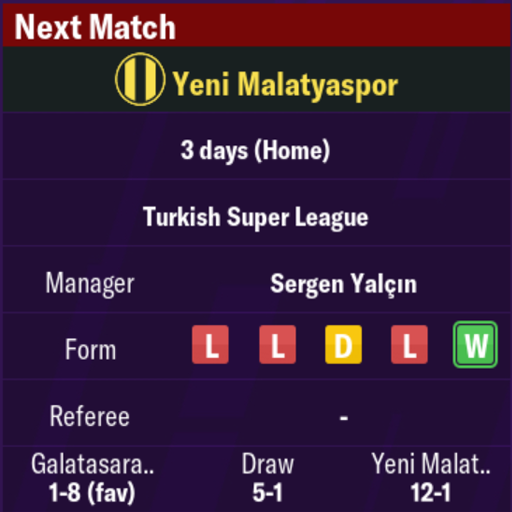 Next Match
Yeni Malatyaspor
3 days (Home)
Turkish Super League
Manager Sergen Yalçın
Form L L D L W
Referee -
Galatasara.. Draw Yeni Malat..
1-8 (fav) 5-1 12-1